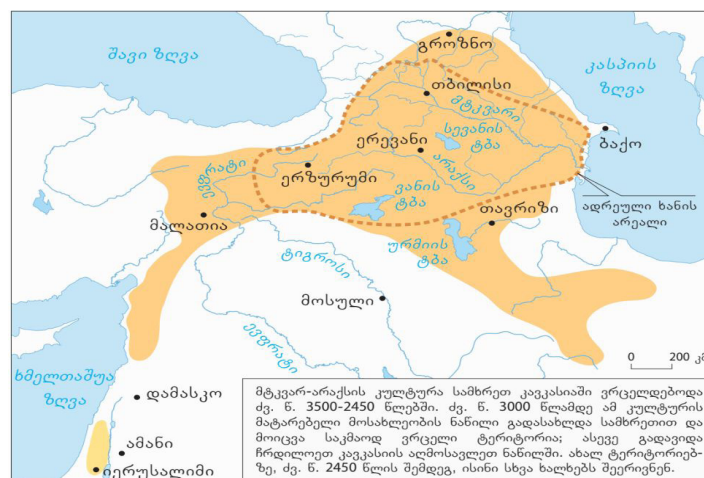 გროზნო
შავი ზღვა
კასპიის
ზღვა
თბილისი
მტკვარი
სევანის
ტბა
ბაქო
ერევანი
არაქსი
ევფრატი
ერზურუმი
ვანის
ტბა
ადრეული ხანის
არეალი
მალათია
თავრიზი
ურმიის
ტბა
ტიგროსი
მოსული
ევფრატი
0 200 კმ
ხმელთაშუა
ზღვა
დამასკო
ამანი
იერუსალიმი
მტკვარ-არაქსის კულტურა სამხრეთ კავკასიაში ვრცელდებოდა
ძვ. წ. 3500-2450 წლებში. ძვ. წ. 3000 წლამდე ამ კულტურის
მატარებელი მოსახლეობის ნაწილი გადასახლდა სამხრეთით და
მოიცვა საკმაოდ ვრცელი ტერიტორია; ასევე გადავიდა
ჩრდილოეთ კავკასიის აღმოსავლეთ ნაწილში. ახალ ტერიტორიებ-
ზე, ძვ. წ. 2450 წლის შემდეგ, ისინი სხვა ხალხებს შეერივნენ.